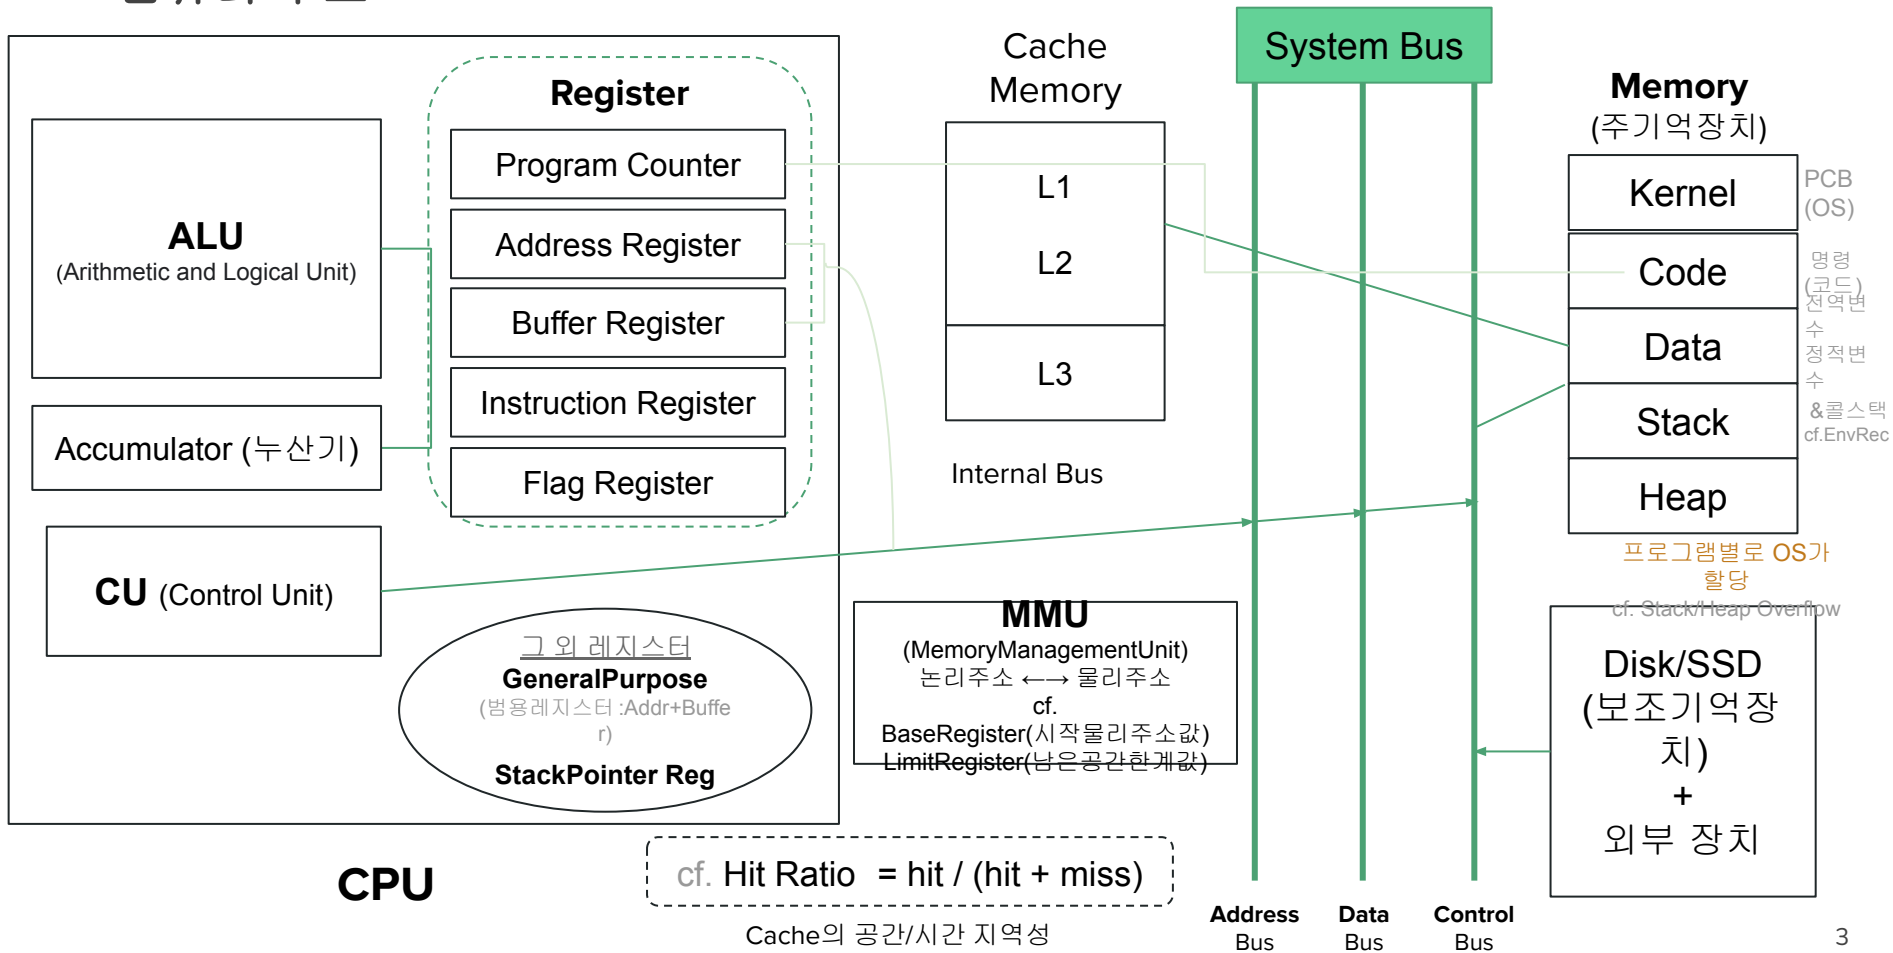 Register
Program Counter
Address Register
Buffer Register
Instruction Register
Flag Register
ALU
(Arithmetic and Logical Unit)
Accumulator (누산기)
CU (Control Unit)
그 외 레지스터
GeneralPurpose
(범용레지스터 :Addr+Buffe
r)
StackPointer Reg
CPU
Cache
Memory
L1
L2
L3
Internal Bus
MMU
(MemoryManagementUnit)
논리주소 ←→ 물리주소
cf.
BaseRegister(시작물리주소값)
LimitRegister(남은공간한계값)
cf. Hit Ratio = hit / (hit + miss)
Cache의 공간/시간 지역성
System Bus
Address
Bus
Data
Bus
Control
Bus
Memory
(주기억장치)
Kernel
PCB
(OS)
Code
명령
(코드)
Data
전역변
수
정적변
수
Stack
&콜스택
cf.EnvRec
Heap
프로그램별로 OS가
할당
cf. Stack/Heap Overflow
Disk/SSD
(보조기억장
치)
+
외부 장치
3